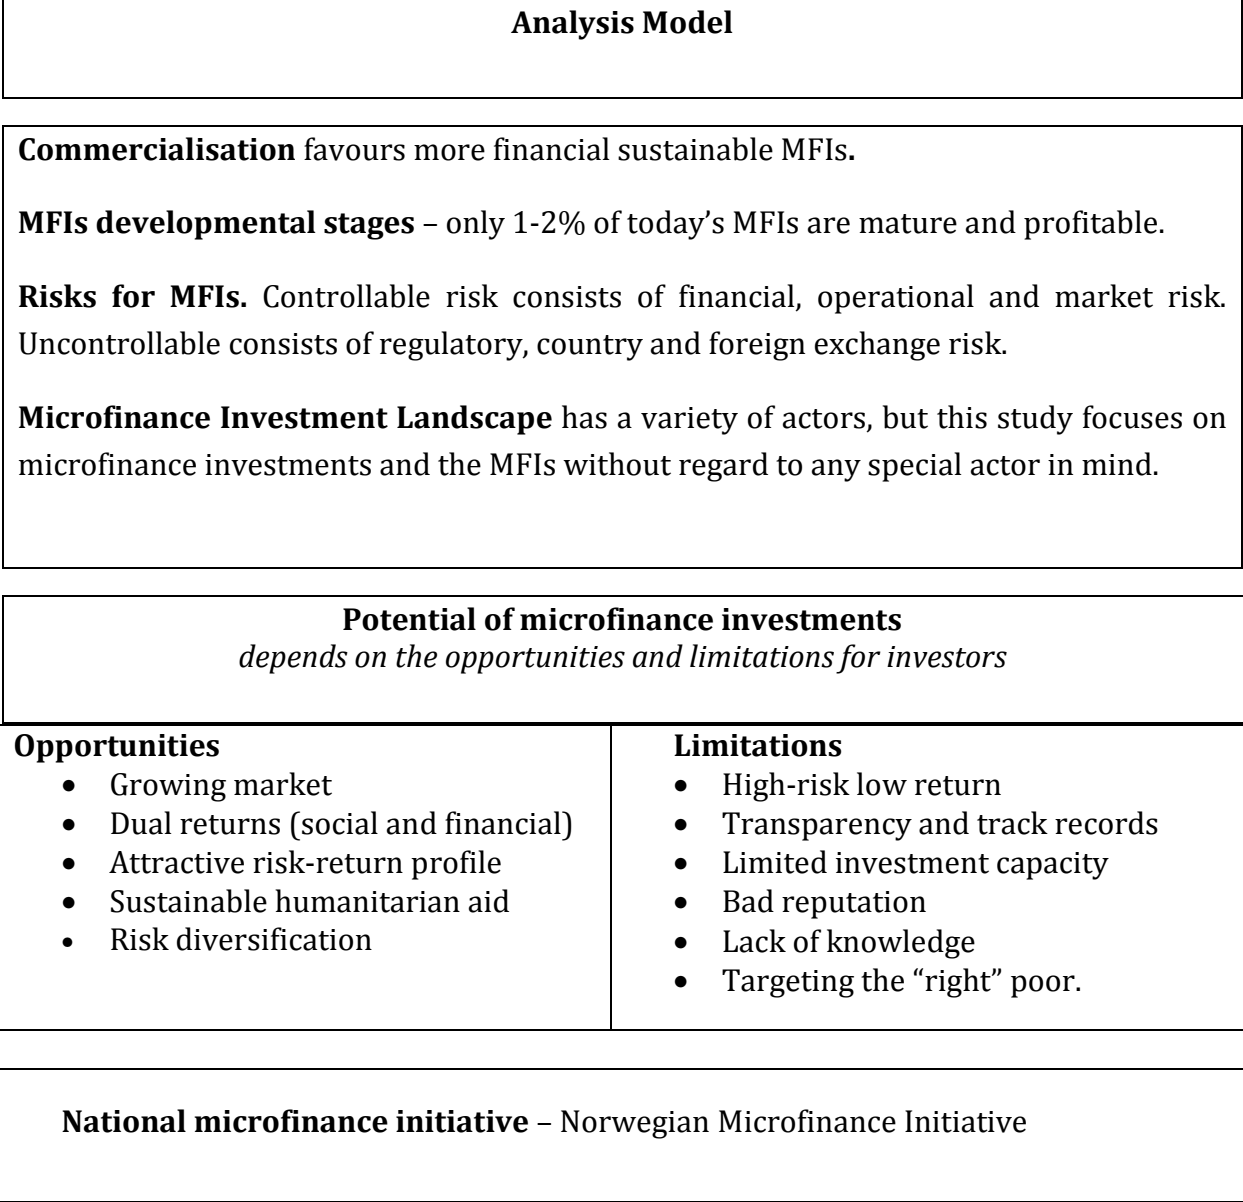 Analysis Model
Commercialisation favours more financial sustainable MFIs.
MFIs developmental stages – only 1-2% of today’s MFIs are mature and profitable.
Risks for MFIs. Controllable risk consists of financial, operational and market risk.
Uncontrollable consists of regulatory, country and foreign exchange risk.
Microfinance Investment Landscape has a variety of actors, but this study focuses on
microfinance investments and the MFIs without regard to any special actor in mind.
Potential of microfinance investments
depends on the opportunities and limitations for investors
Opportunities
• Growing market
• Dual returns (social and financial)
• Attractive risk-return profile
• Sustainable humanitarian aid
• Risk diversification
Limitations
• High-risk low return
• Transparency and track records
• Limited investment capacity
• Bad reputation
• Lack of knowledge
• Targeting the “right” poor.
National microfinance initiative – Norwegian Microfinance Initiative